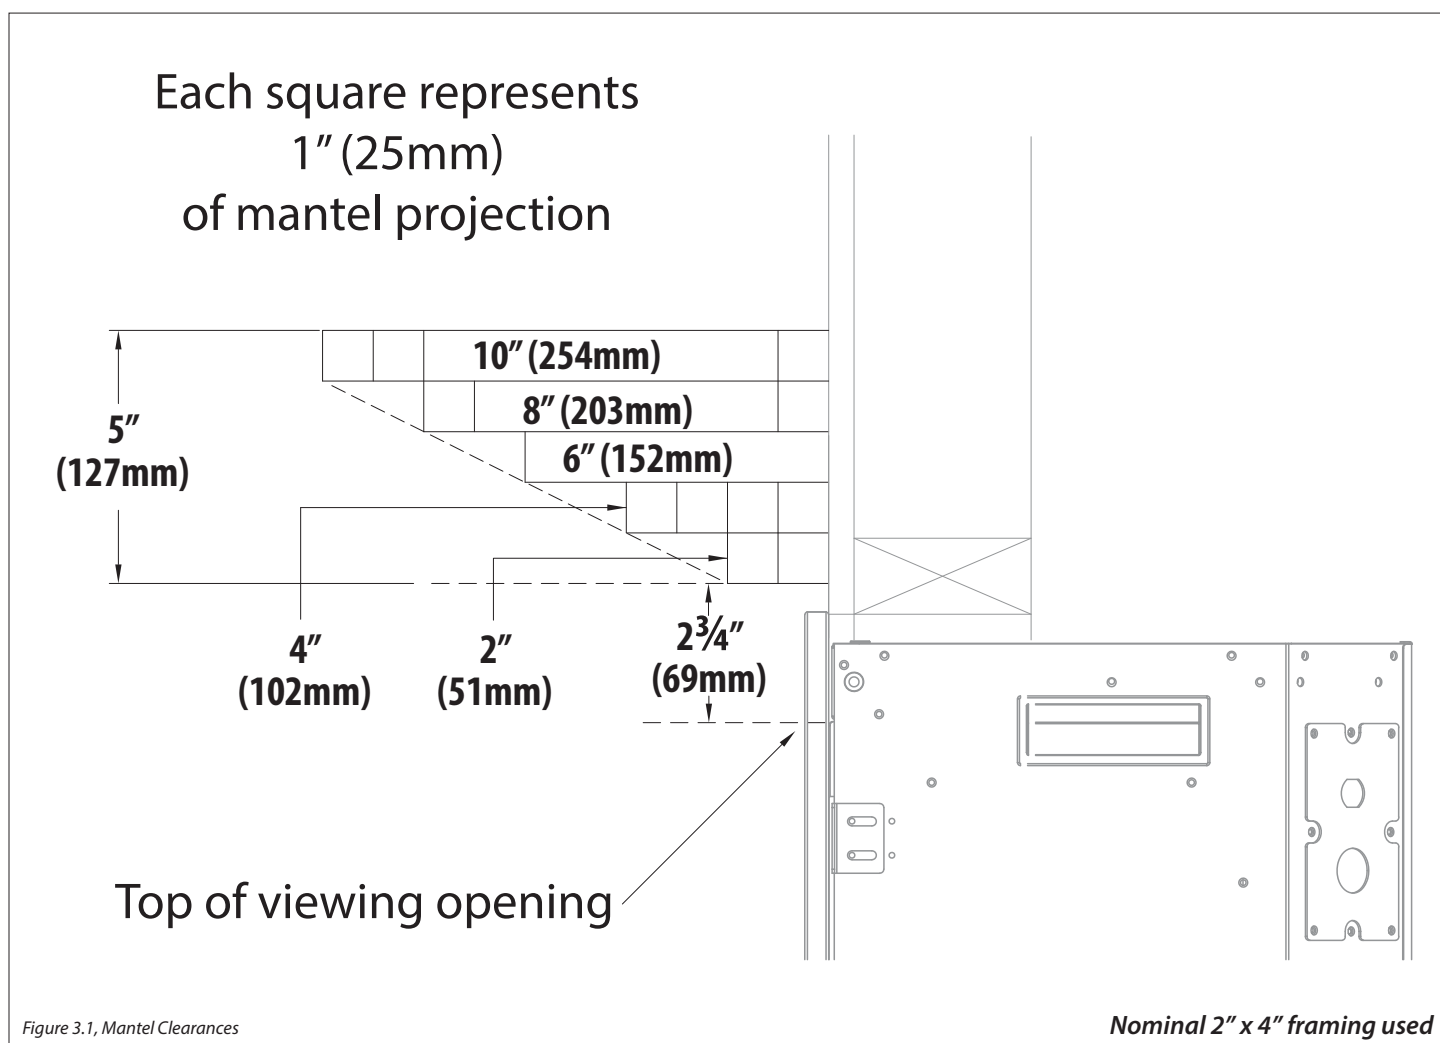 Each square represents
1” (25mm)
of mantel projection
10” (254mm)
8” (203mm)
6” (152mm)
5”
(127mm)
4”
(102mm)
2”
(51mm)
2¾”
(69mm)
Top of viewing opening
Figure 3.1, Mantel Clearances
Nominal 2” x 4” framing used